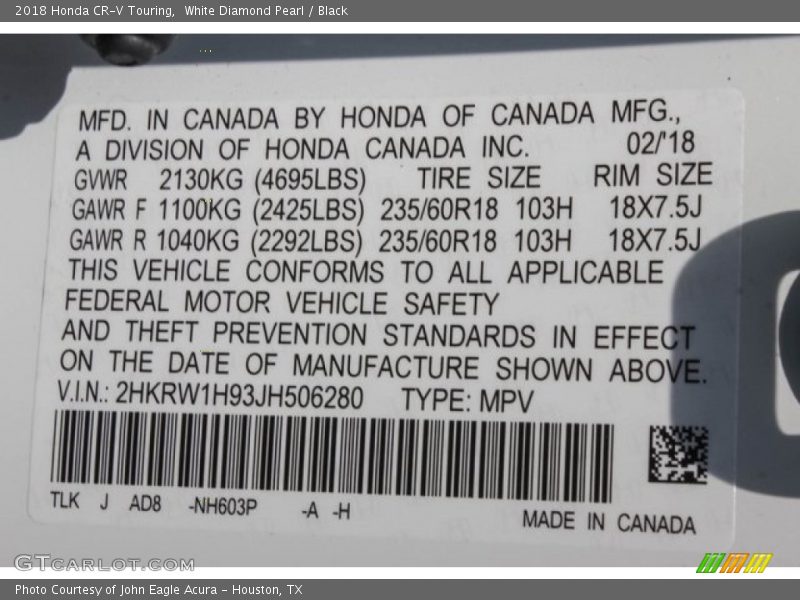 2018 Honda CR-V Touring,  White Diamond Pearl / Black
MFD. IN CANADA BY HONDA OF CANADA MFG.,
A DIVISION OF HONDA CANADA INC. 02/'18
GVWR 2130KG (4695LBS) TIRE SIZE RIM SIZE
GAWR F 1100KG (2425LBS) 235/60R18 103H 18X7.5J
GAWR R 1040KG (2292LBS) 235/60R18 103H 18X7.5J
THIS VEHICLE CONFORMS TO ALL APPLICABLE
FEDERAL MOTOR VEHICLE SAFETY
AND THEFT PREVENTION STANDARDS IN EFFECT
ON THE DATE OF MANUFACTURE SHOWN ABOVE.
V.I.N.: 2HKRW1H93JH506280 TYPE: MPV
TLK J AD8 -NH603P -A -H
MADE IN CANADA
GTCARLOT.COM
Photo Courtesy of John Eagle Acura - Houston, TX